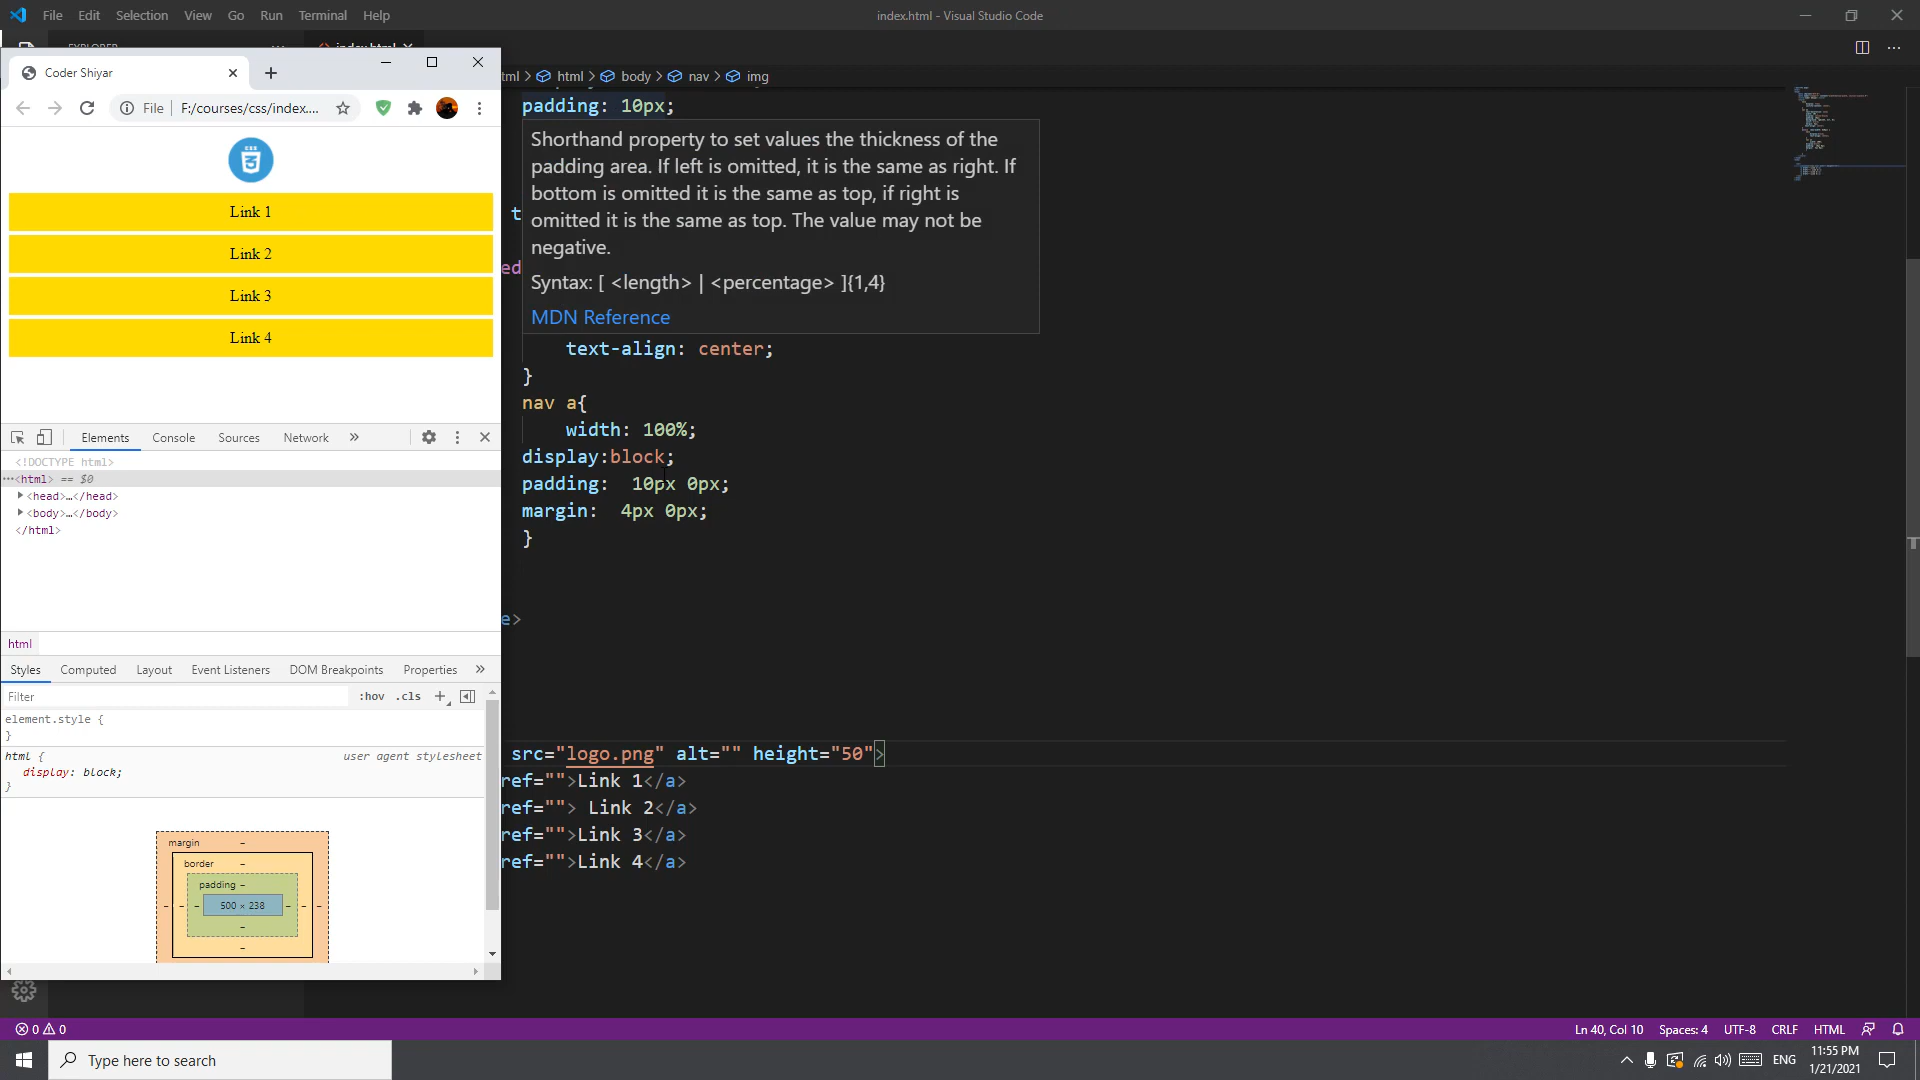 File Edit Selection View Go Run Terminal Help
index.html - Visual Studio Code
Coder Shiyar
File F:/courses/css/index....
Link 1
Link 2
Link 3
Link 4
Elements Console Sources Network
<!DOCTYPE html>
<html> == $0
<head>…</head>
<body>…</body>
</html>
html
Styles Computed Layout Event Listeners DOM Breakpoints Properties
Filter :hov .cls
element.style {
}
html { user agent stylesheet
display: block;
}
margin –
border –
padding –
– – – 500 × 238 – – –
–
–
tml > html > body > nav > img
padding: 10px;
Shorthand property to set values the thickness of the
padding area. If left is omitted, it is the same as right. If
bottom is omitted it is the same as top, if right is
omitted it is the same as top. The value may not be
negative.
Syntax: [ <length> | <percentage> ]{1,4}
MDN Reference
t
ed
text-align: center;
}
nav a{
width: 100%;
display:block;
padding: 10px 0px;
margin: 4px 0px;
}
e>
src="logo.png" alt="" height="50">
ref="">Link 1</a>
ref=""> Link 2</a>
ref="">Link 3</a>
ref="">Link 4</a>
0 0
Ln 40, Col 10 Spaces: 4 UTF-8 CRLF HTML
Type here to search
ENG
11:55 PM
1/21/2021